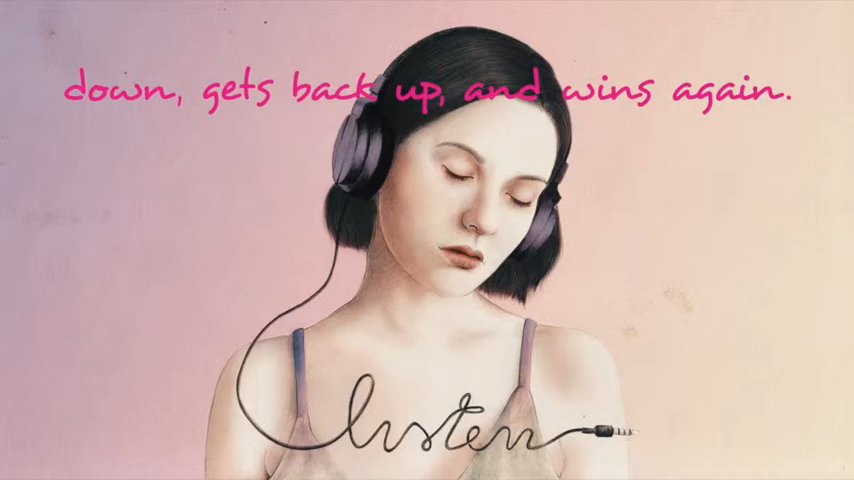 down, gets back up, and wins again.
listen